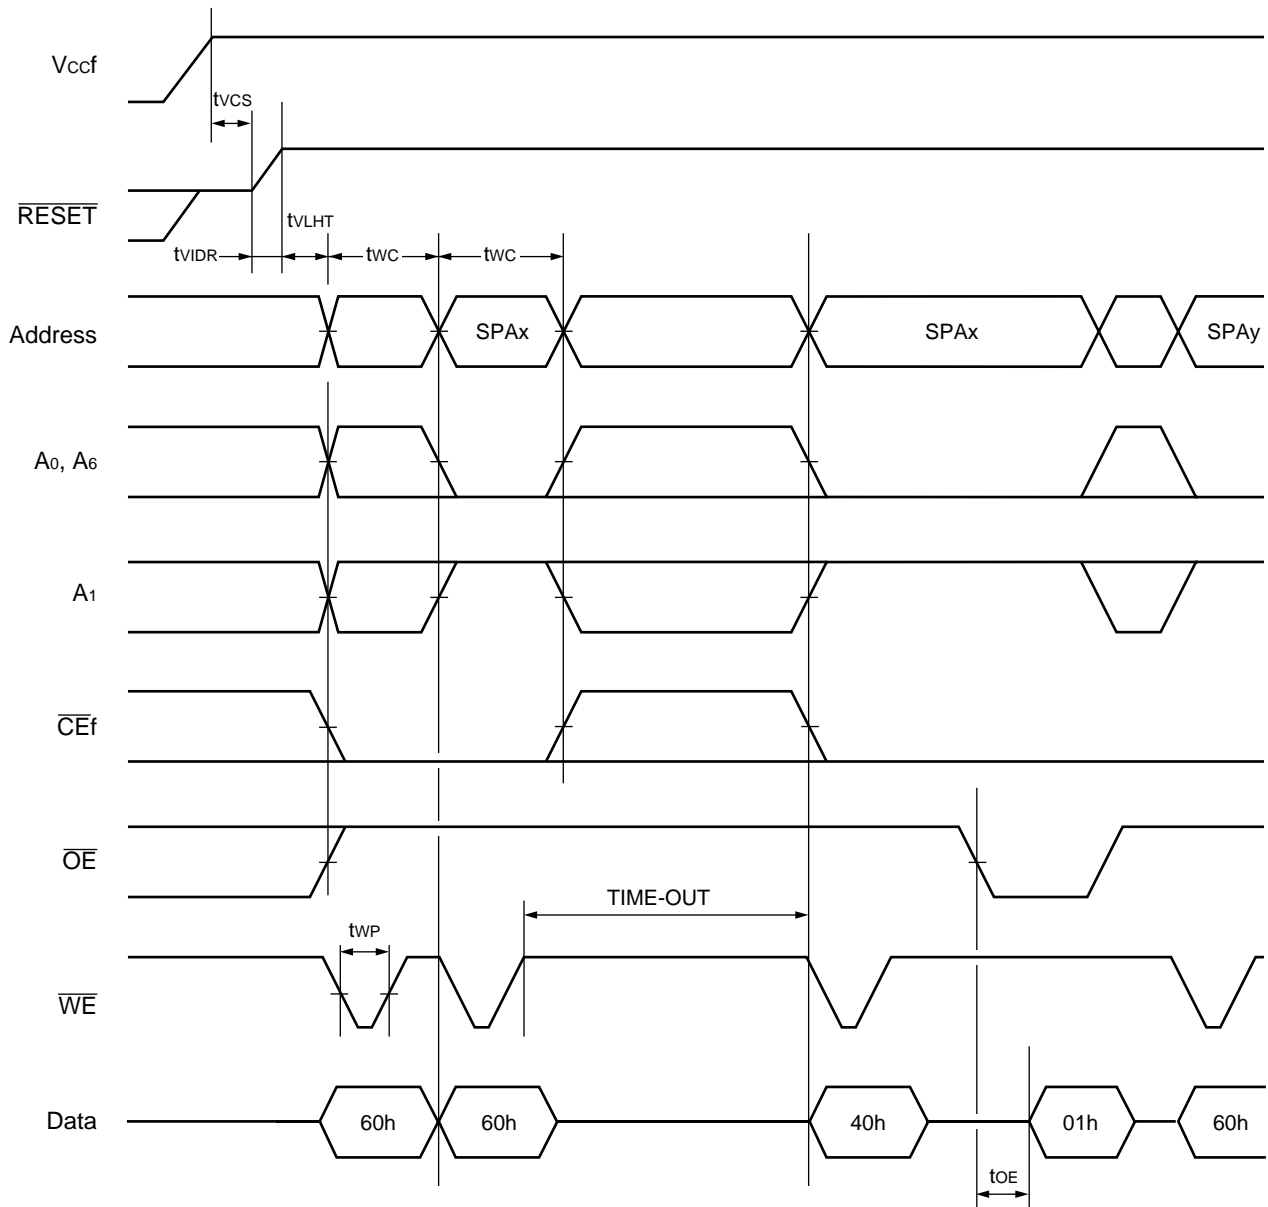 VCCf
tVCS
RESET
tVLHT
tVIDR tWC tWC
Address SPAx SPAx SPAy
A0, A6
A1
CEf
OE
TIME-OUT
tWP
WE
Data 60h 60h 40h 01h 60h
tOE